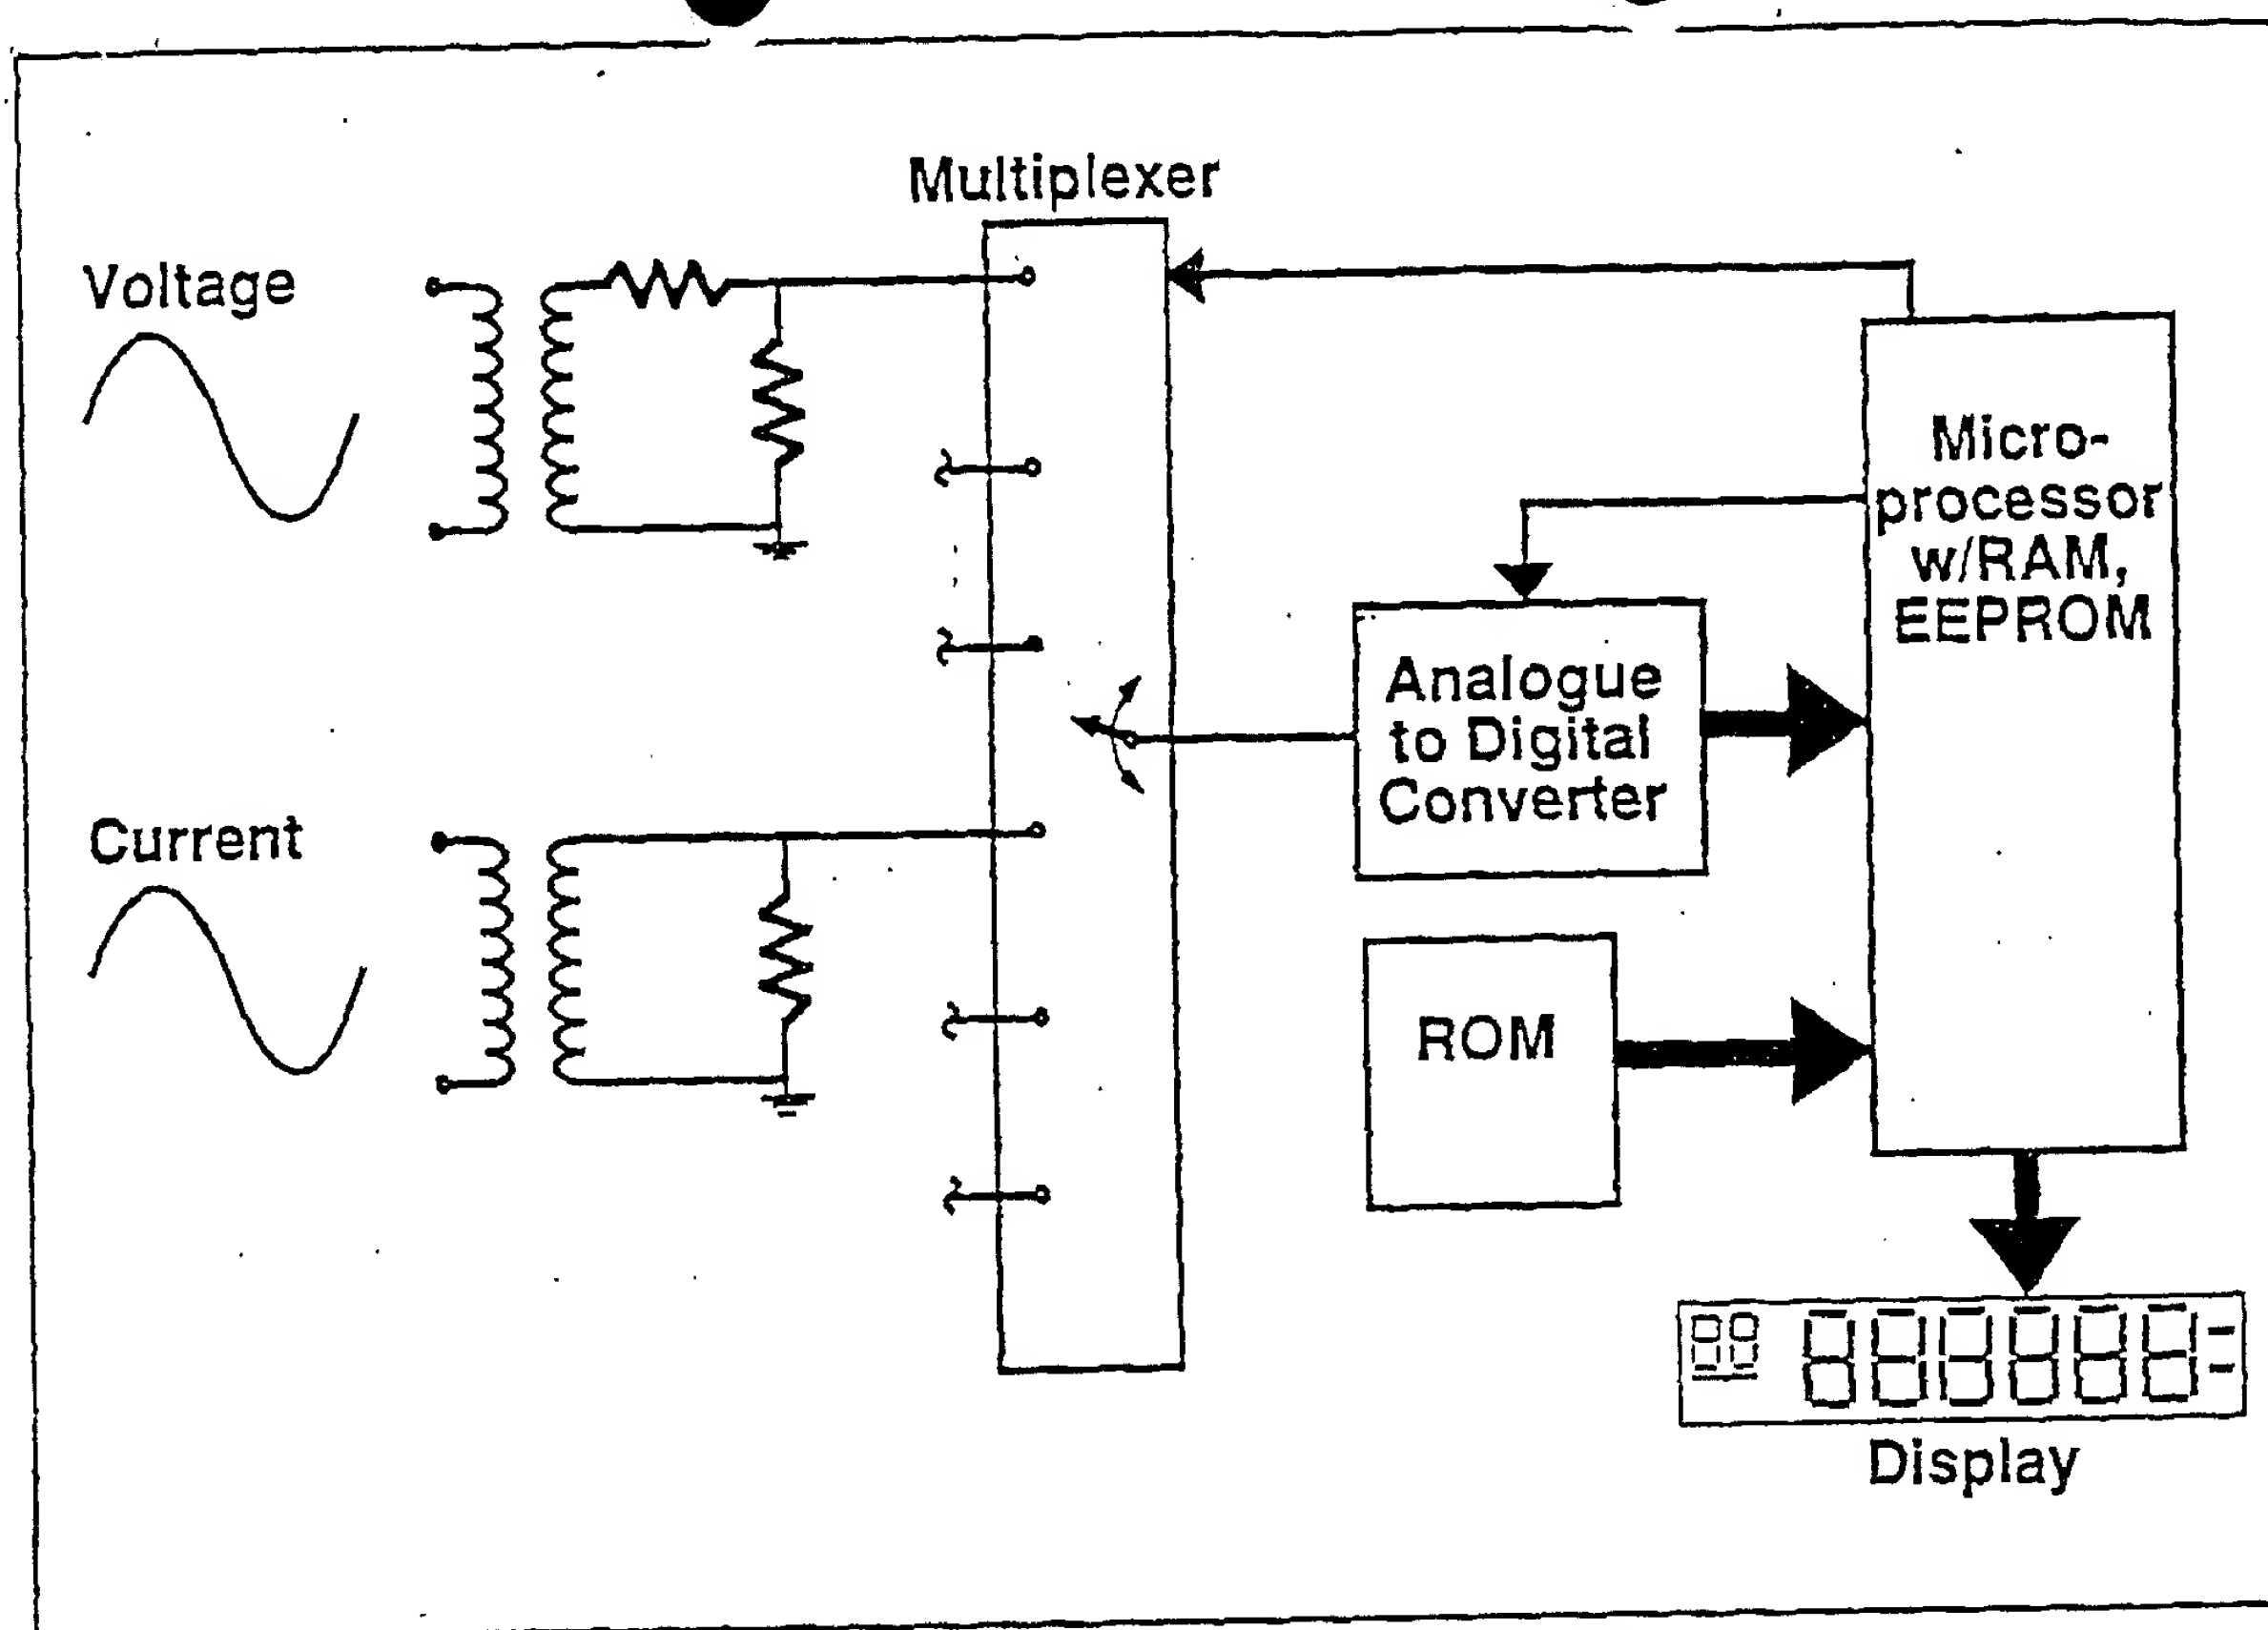 Multiplexer
Voltage
Micro-
processor
w/RAM,
EEPROM
Analogue
to Digital
Converter
Current
ROM
Display